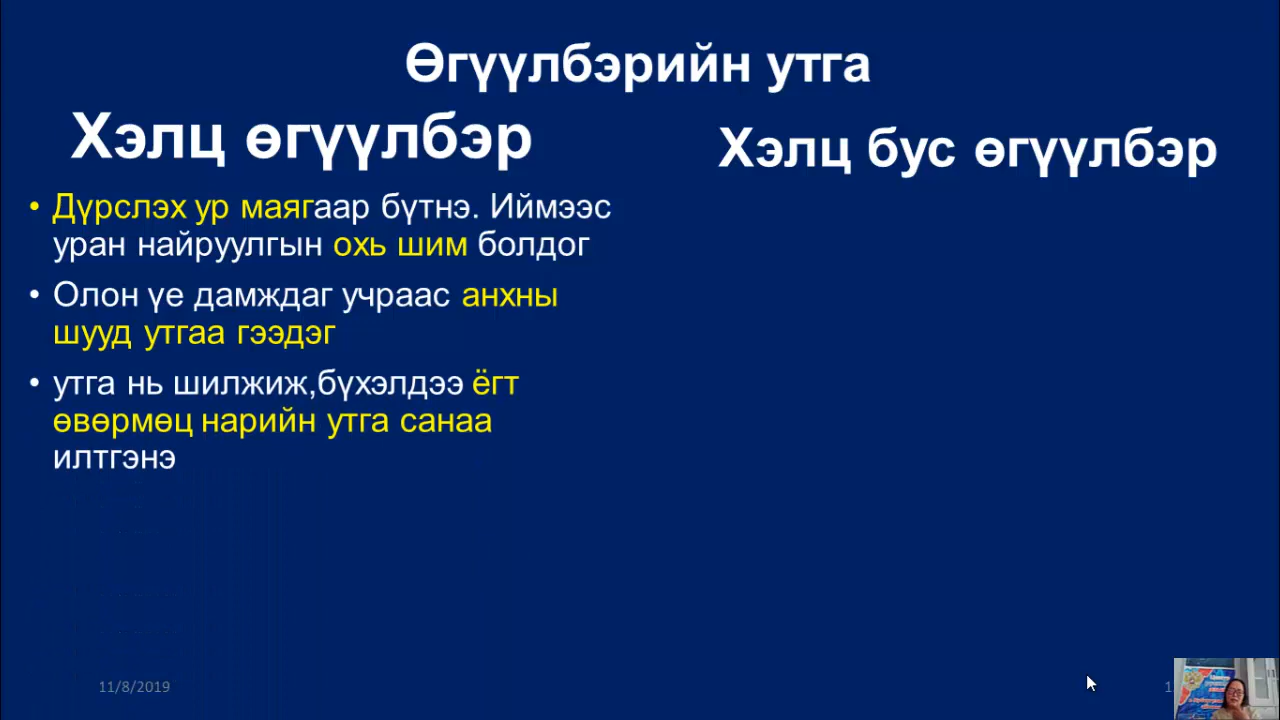 Өгүүлбэрийн утга
Хэлц өгүүлбэр
Хэлц бус өгүүлбэр
• Дүрслэх ур маягаар бүтнэ. Иймээс
уран найруулгын охь шим болдог
• Олон үе дамждаг учраас анхны
шууд утгаа гээдэг
• утга нь шилжиж,бүхэлдээ ёгт
өвөрмөц нарийн утга санаа
илтгэнэ
11/8/2019